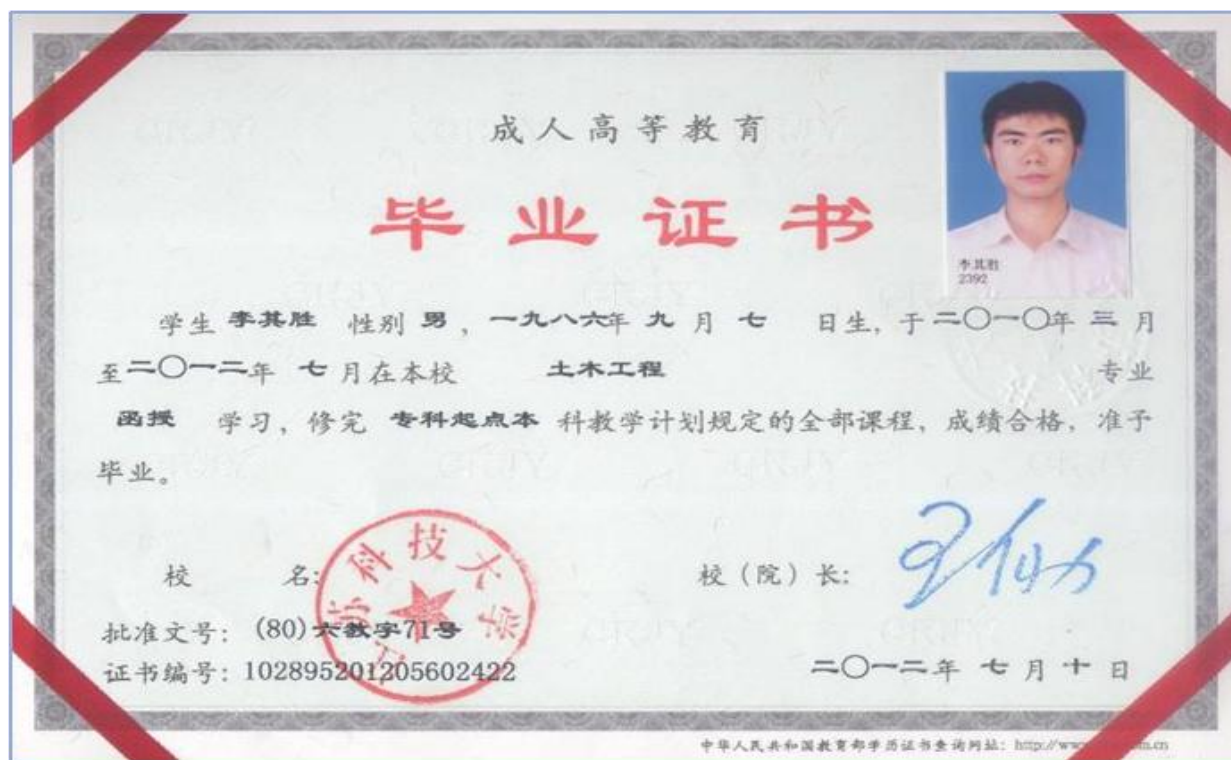 成人高等教育
毕业证书
李其胜
2392
学生 李其胜 性别 男 ，一九八六年 九 月 七 日生，于二〇一〇年 三 月
至二〇一二年 七 月在本校 土木工程 专业
函授 学习，修完 专科起点本 科教学计划规定的全部课程，成绩合格，准予
毕业。
校 名：
苏科技大学
校（院）长：
批准文号：(80)六教字71号
证书编号：102895201205602422
二〇一二年 七 月 十 日
中华人民共和国教育部学历证书查询网址：http://www